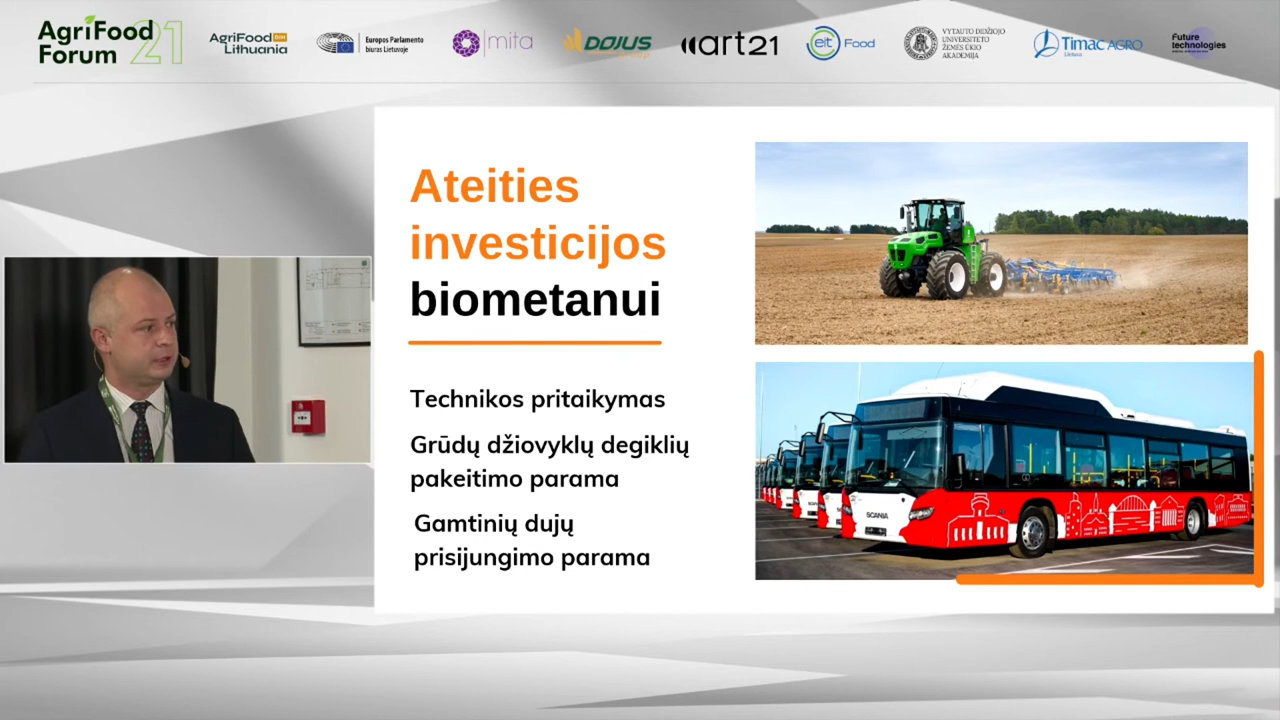 AgriFood
Forum 21
AgriFood
Lithuania
Europos Parlamento
biuras Lietuvoje
mita
DOJUS
art21
eit Food
VYTAUTO DIDŽIOJO
UNIVERSITETO
ŽEMĖS ŪKIO
AKADEMIJA
TIMAC AGRO
Lietuva
Future
technologies
Ateities
investicijos
biometanui
Technikos pritaikymas
Grūdų džiovyklų degiklių
pakeitimo parama
Gamtinių dujų
prisijungimo parama
SCANIA